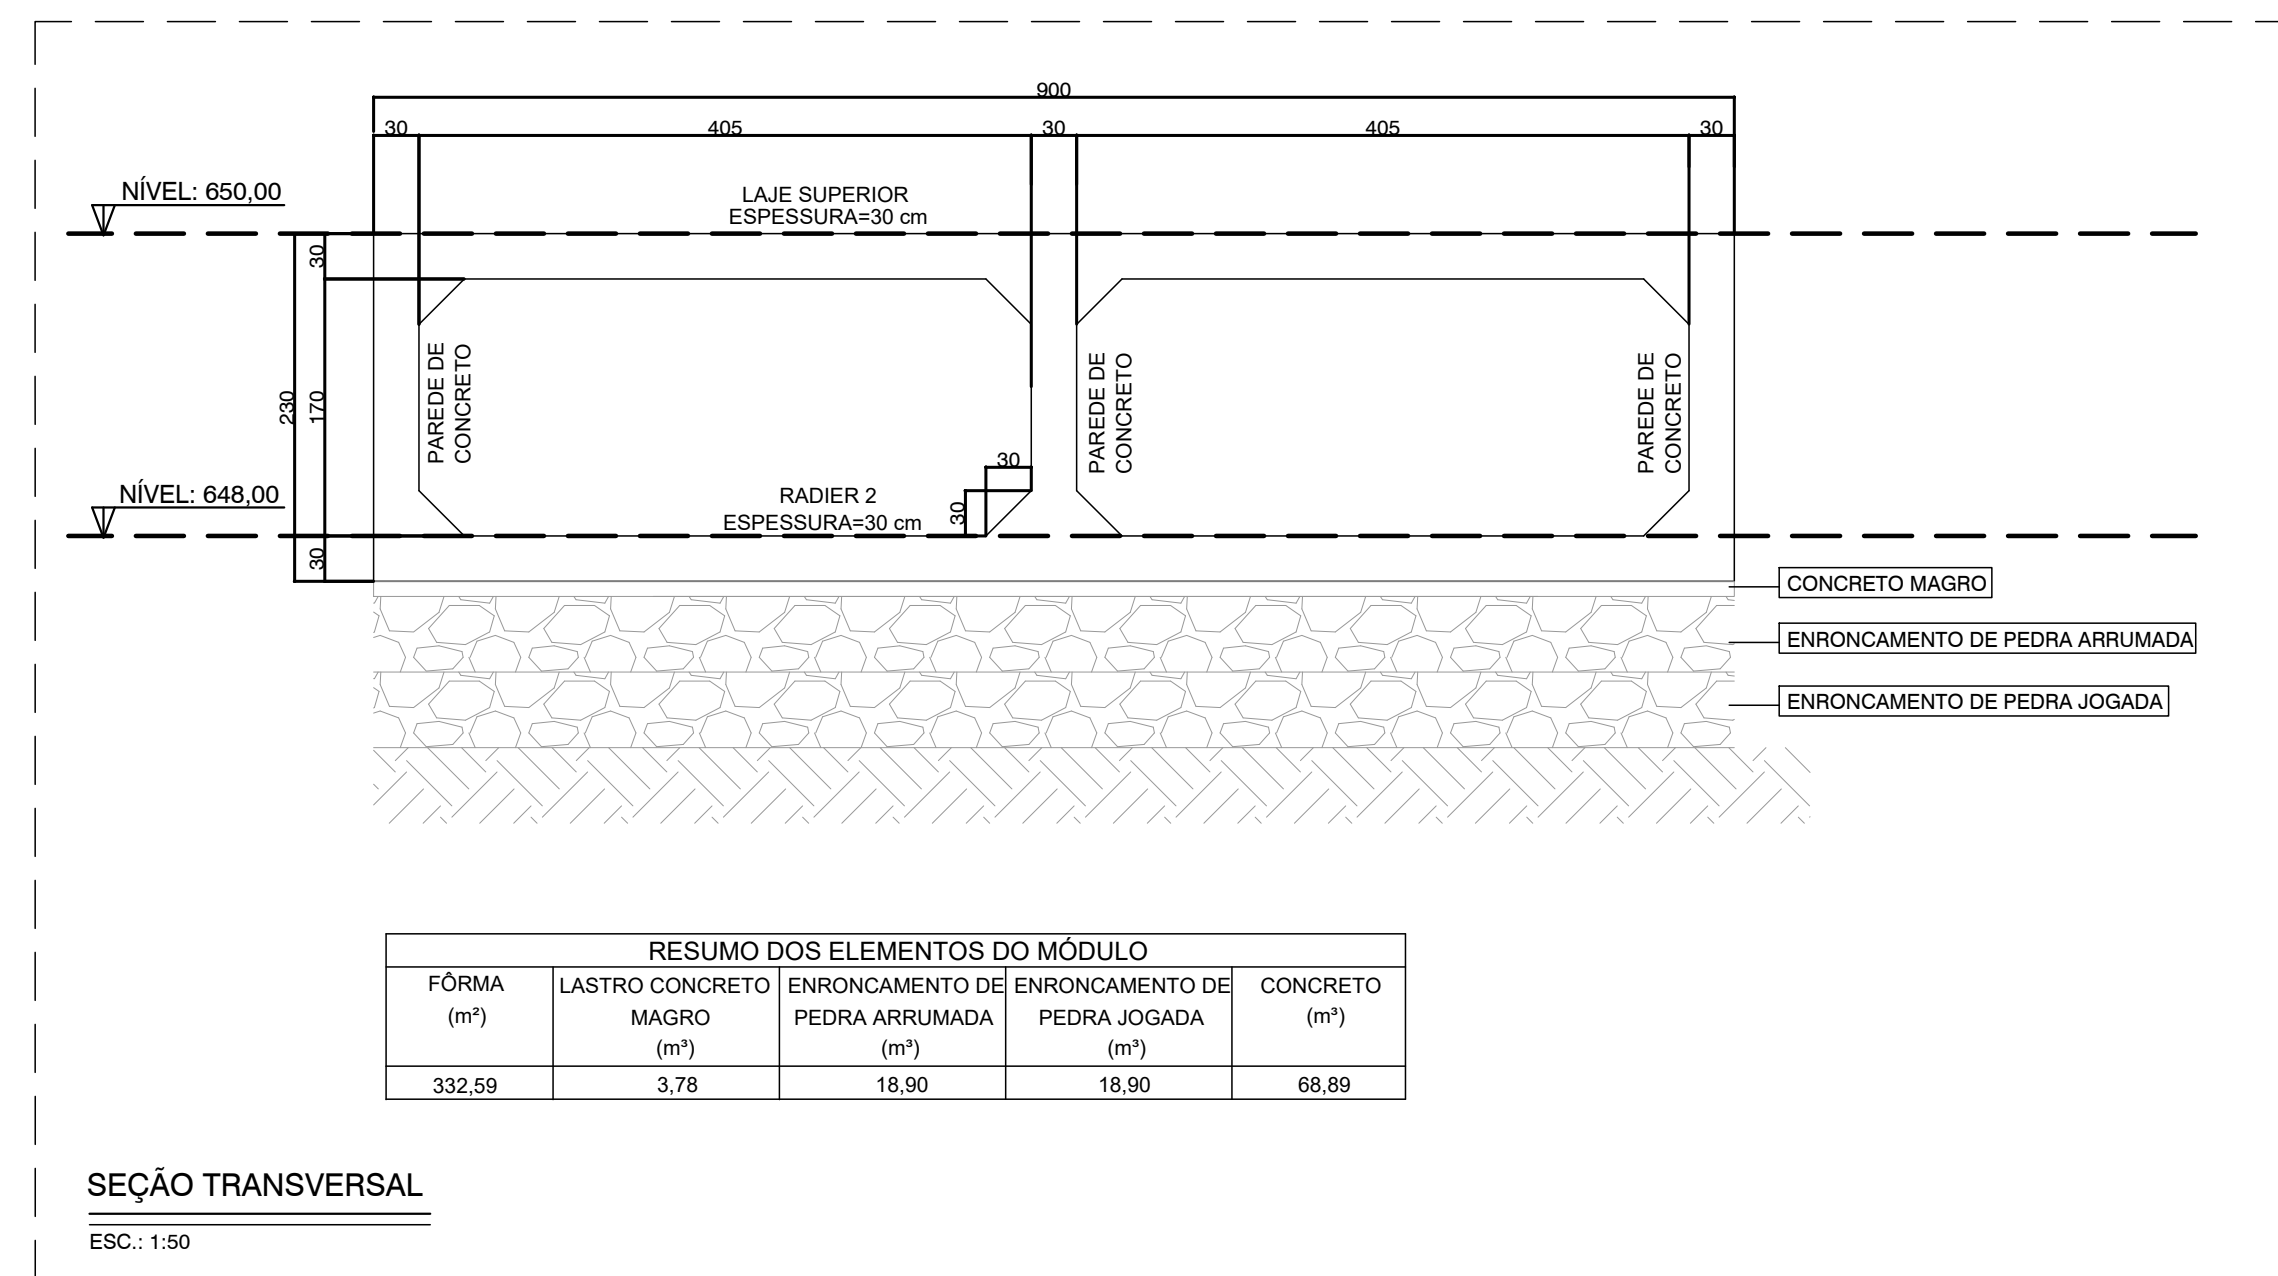 900
30 405 30 405 30
NÍVEL: 650,00
LAJE SUPERIOR
ESPESSURA=30 cm
30
230
170
30
PAREDE DE
CONCRETO
PAREDE DE
CONCRETO
PAREDE DE
CONCRETO
30
30
NÍVEL: 648,00
RADIER 2
ESPESSURA=30 cm
CONCRETO MAGRO
ENRONCAMENTO DE PEDRA ARRUMADA
ENRONCAMENTO DE PEDRA JOGADA
RESUMO DOS ELEMENTOS DO MÓDULO
FÔRMA
(m²)
LASTRO CONCRETO
MAGRO
(m³)
ENRONCAMENTO DE
PEDRA ARRUMADA
(m³)
ENRONCAMENTO DE
PEDRA JOGADA
(m³)
CONCRETO
(m³)
332,59 3,78 18,90 18,90 68,89
SEÇÃO TRANSVERSAL
ESC.: 1:50